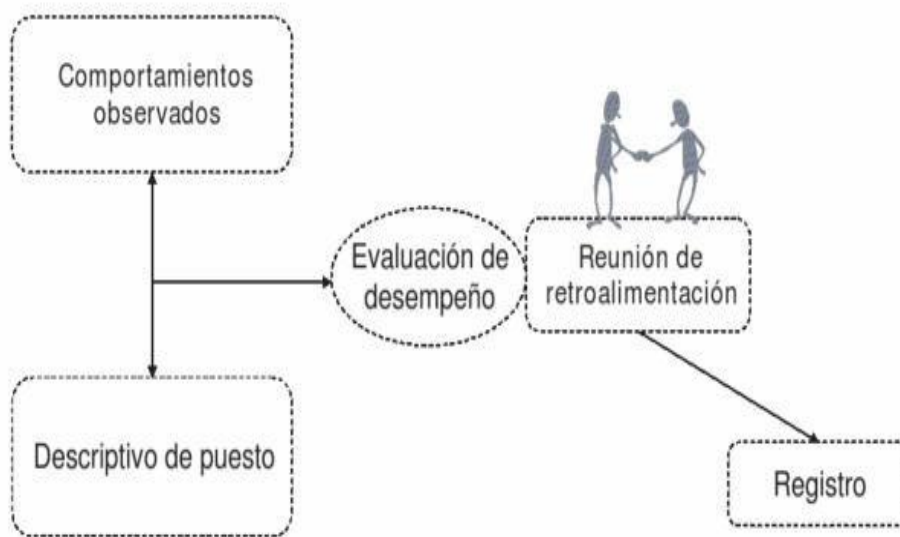 Comportamientos
observados
Evaluación de
desempeño
Reunión de
retroalimentación
Descriptivo de puesto
Registro